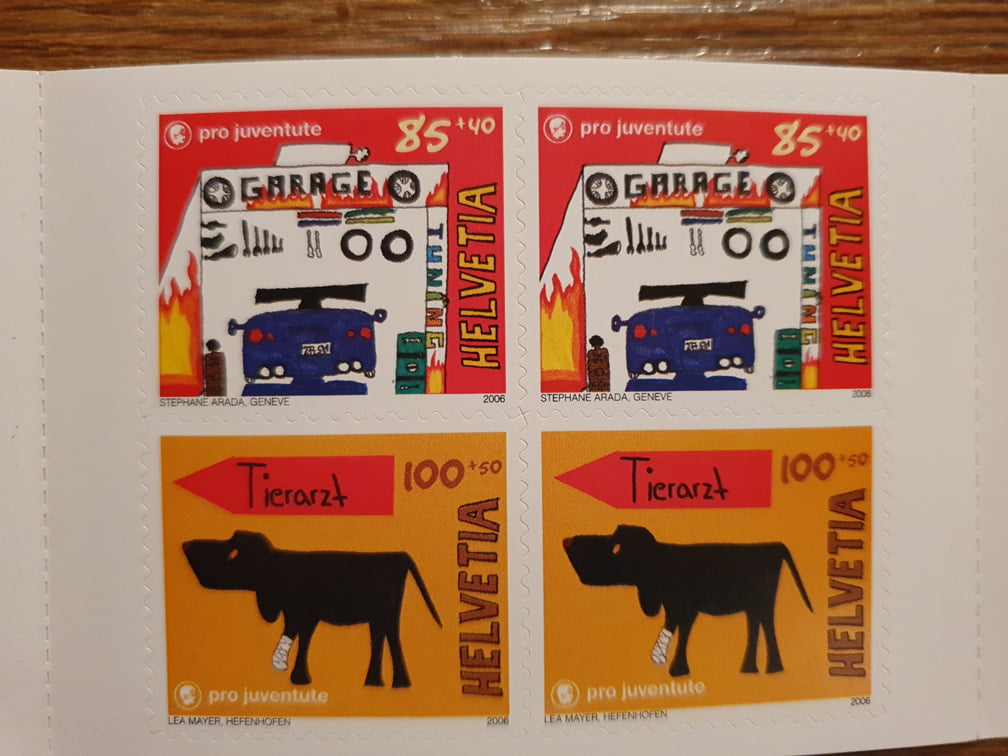 pro juventute 85+40
GARAGE
TUNING
HELVETIA
STEPHANE ARADA, GENEVE 2006
pro juventute 85+40
GARAGE
TUNING
HELVETIA
STEPHANE ARADA, GENEVE 2006
Tierarzt 100+50
HELVETIA
pro juventute
LEA MAYER, HEFENHOFEN 2006
Tierarzt 100+50
HELVETIA
pro juventute
LEA MAYER, HEFENHOFEN 2006